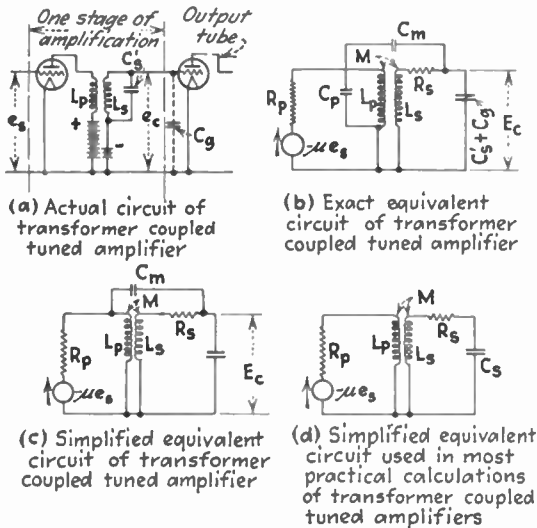 One stage of
amplification
Output
tube
Cs
Lp
Ls
es
+
-
ec
Cg
(a) Actual circuit of
transformer coupled
tuned amplifier
M
Cm
Rp
Cp
Lp
Ls
Rs
-μes
C's + Cg
Ec
(b) Exact equivalent
circuit of transformer
coupled tuned amplifier
Cm
M
Rp
Lp
Ls
Rs
-μes
Ec
(c) Simplified equivalent
circuit of transformer
coupled tuned amplifier
M
Rp
Lp
Ls
Rs
Cs
-μes
(d) Simplified equivalent
circuit used in most
practical calculations
of transformer coupled
tuned amplifiers